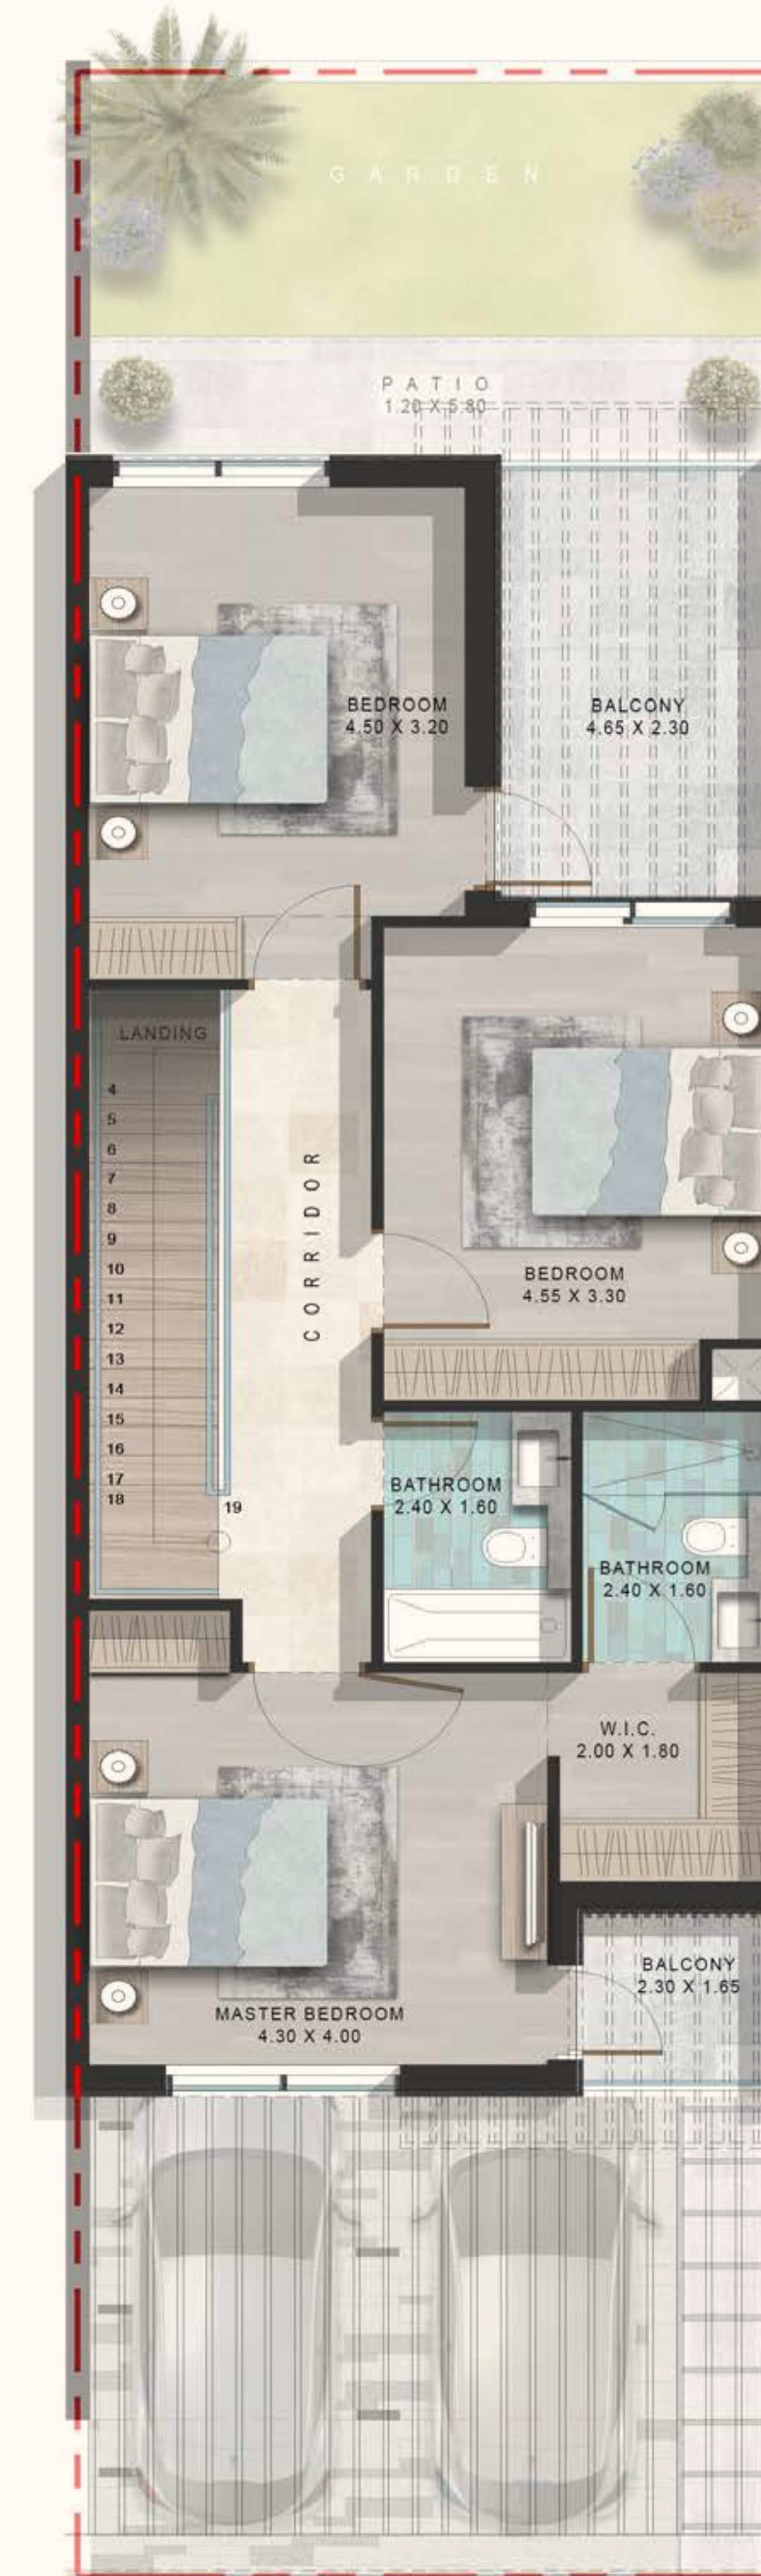 GARDEN
PATIO
1.20 X 5.80
BEDROOM
4.50 X 3.20
BALCONY
4.65 X 2.30
LANDING
4
5
6
7
8
9
10
11
12
13
14
15
16
17
18
19
CORRIDOR
BEDROOM
4.55 X 3.30
BATHROOM
2.40 X 1.60
BATHROOM
2.40 X 1.60
W.I.C.
2.00 X 1.80
BALCONY
2.30 X 1.65
MASTER BEDROOM
4.30 X 4.00